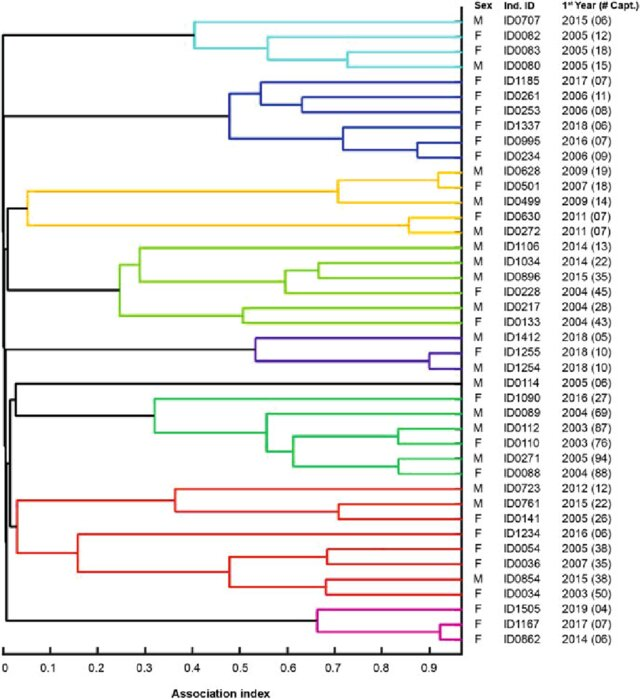 Sex Ind. ID 1st Year (# Capt.)
M ID0707 2015 (06)
F ID0082 2005 (12)
F ID0083 2005 (18)
M ID0080 2005 (15)
F ID1185 2017 (07)
F ID0261 2006 (11)
F ID0253 2006 (08)
F ID1337 2018 (06)
F ID0995 2016 (07)
F ID0234 2006 (09)
M ID0628 2009 (19)
F ID0501 2007 (18)
M ID0499 2009 (14)
F ID0630 2011 (07)
M ID0272 2011 (07)
M ID1106 2014 (13)
M ID1034 2014 (22)
M ID0896 2015 (35)
F ID0228 2004 (45)
M ID0217 2004 (28)
F ID0133 2004 (43)
M ID1412 2018 (05)
F ID1255 2018 (10)
M ID1254 2018 (10)
M ID0114 2005 (06)
F ID1090 2016 (27)
M ID0089 2004 (69)
M ID0112 2003 (87)
F ID0110 2003 (76)
M ID0271 2005 (94)
F ID0088 2004 (88)
M ID0723 2012 (12)
M ID0761 2015 (22)
F ID0141 2005 (26)
F ID1234 2016 (06)
F ID0054 2005 (38)
F ID0036 2007 (35)
M ID0854 2015 (38)
F ID0034 2003 (50)
F ID1505 2019 (04)
F ID1167 2017 (07)
F ID0862 2014 (06)
0 0.1 0.2 0.3 0.4 0.5 0.6 0.7 0.8 0.9
Association index